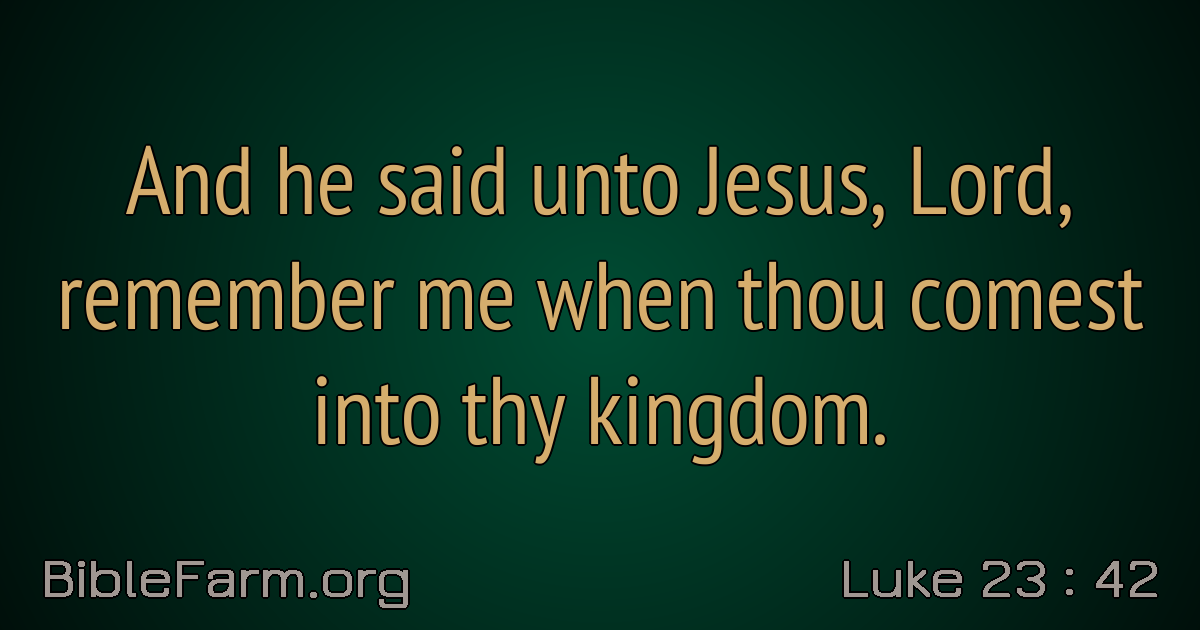 And he said unto Jesus, Lord,
remember me when thou comest
into thy kingdom.
BibleFarm.org
Luke 23 : 42